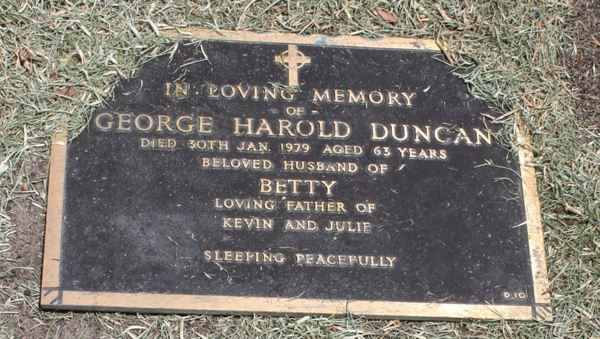 IN LOVING MEMORY
OF
GEORGE HAROLD DUNCAN
DIED 30TH JAN. 1979 AGED 63 YEARS
BELOVED HUSBAND OF
BETTY
LOVING FATHER OF
KEVIN AND JULIE
SLEEPING PEACEFULLY
D 10